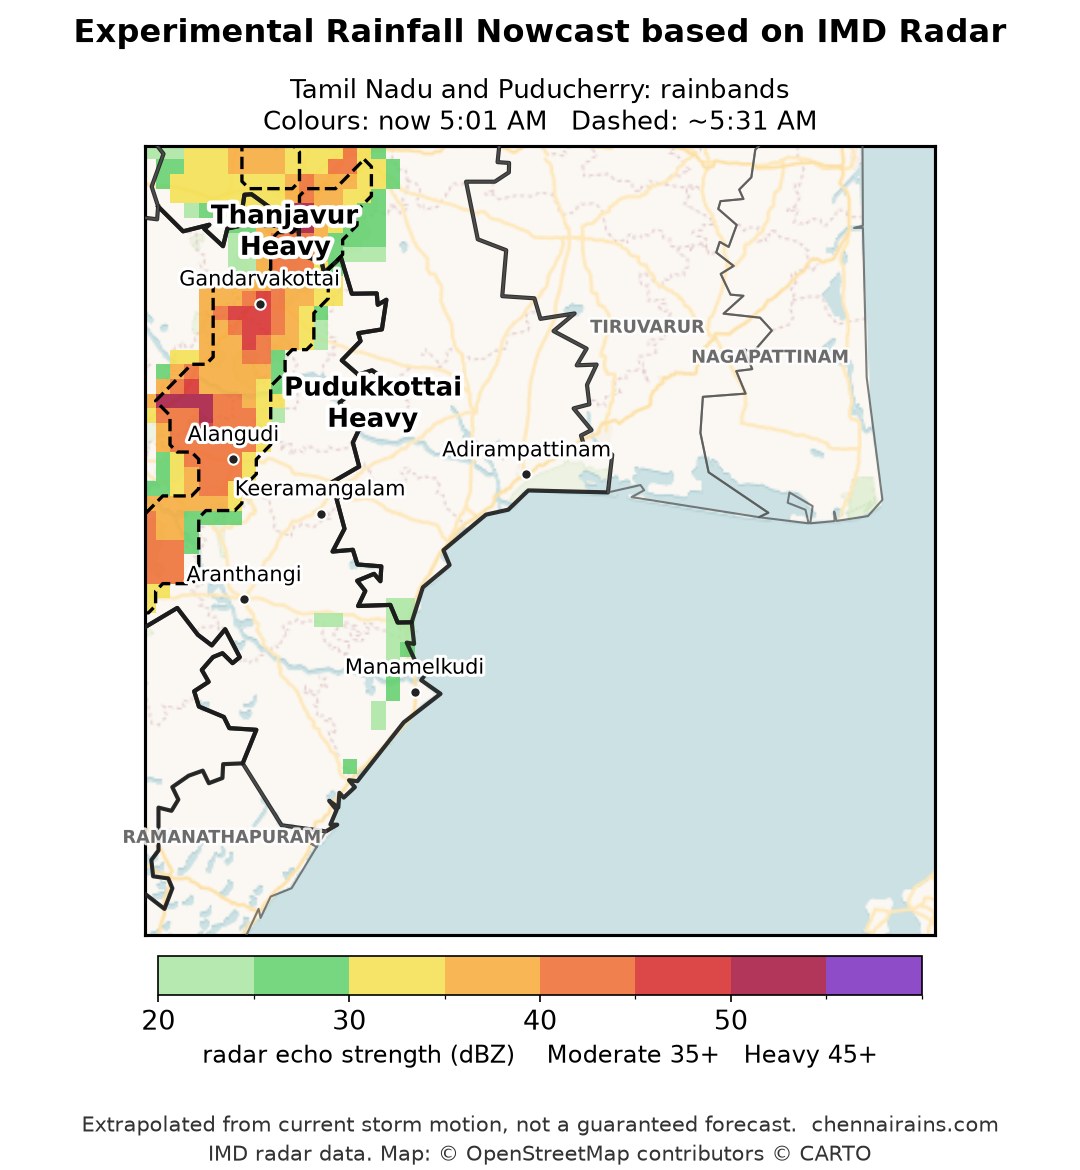 Experimental Rainfall Nowcast based on IMD Radar
Tamil Nadu and Puducherry: rainbands
Colours: now 5:01 AM   Dashed: ~5:31 AM
Thanjavur
Heavy
Gandarvakottai
TIRUVARUR
NAGAPATTINAM
Pudukkottai
Heavy
Alangudi
Adirampattinam
Keeramangalam
Aranthangi
Manamelkudi
RAMANATHAPURAM
20 30 40 50
radar echo strength (dBZ)    Moderate 35+   Heavy 45+
Extrapolated from current storm motion, not a guaranteed forecast.  chennairains.com
IMD radar data. Map: © OpenStreetMap contributors © CARTO